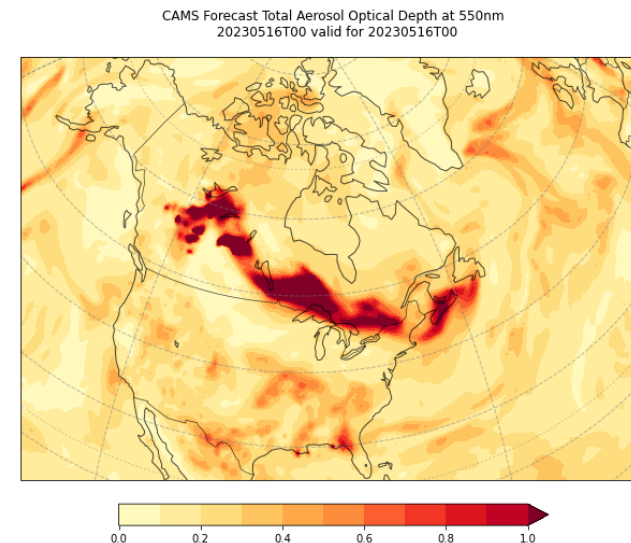 CAMS Forecast Total Aerosol Optical Depth at 550nm
20230516T00 valid for 20230516T00
0.0 0.2 0.4 0.6 0.8 1.0